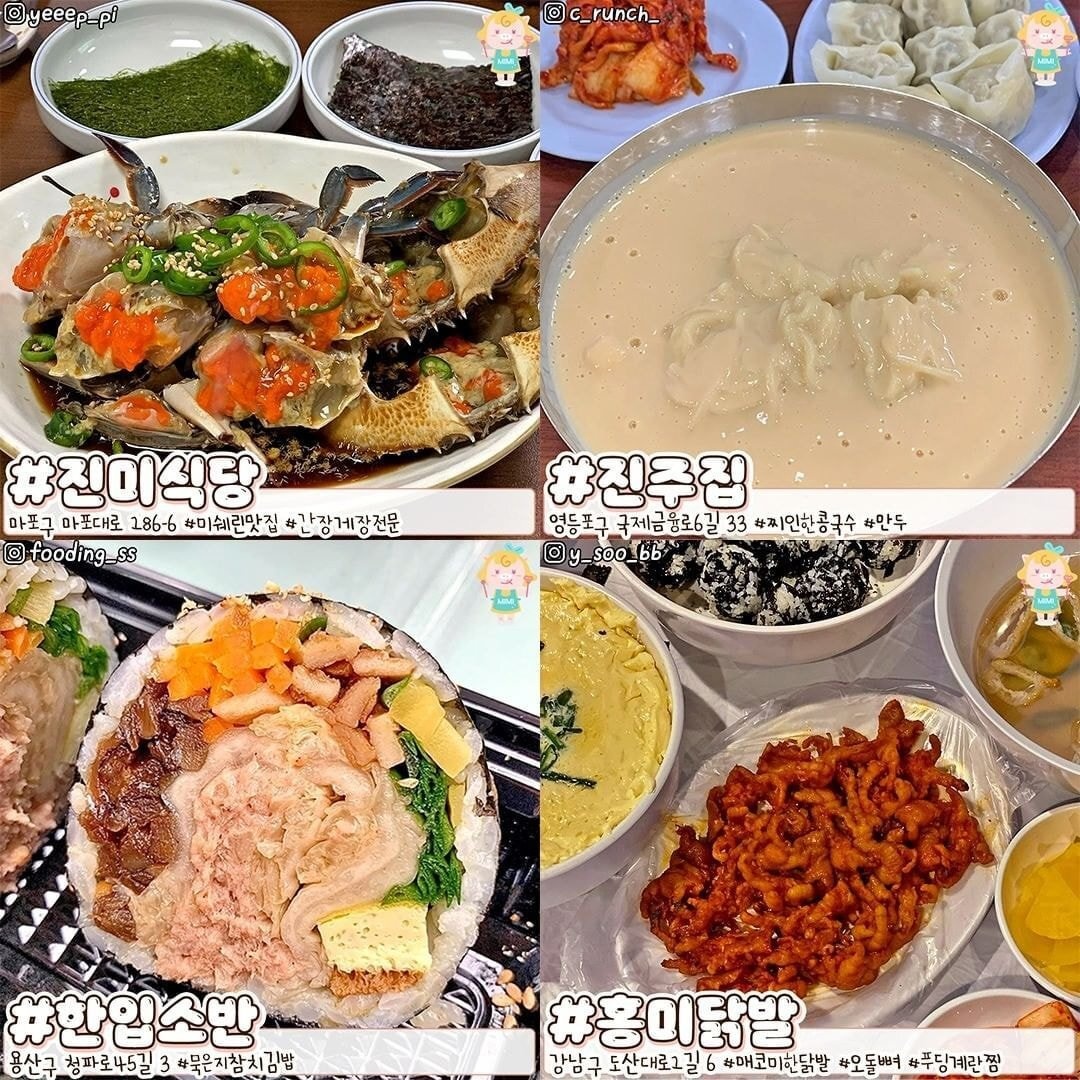 yeeep_pi
MIMI
#진미식당
마포구 마포대로 186-6 #미쉐린맛집 #간장게장전문
c_runch_
MIMI
#진주집
영등포구 국제금융로6길 33 #찌인한콩국수 #만두
fooding_ss
MIMI
#한입소반
용산구 청파로45길 3 #묵은지참치김밥
y_soo_bb
MIMI
#홍미닭발
강남구 도산대로2길 6 #매코미한닭발 #오돌뼈 #푸딩계란찜